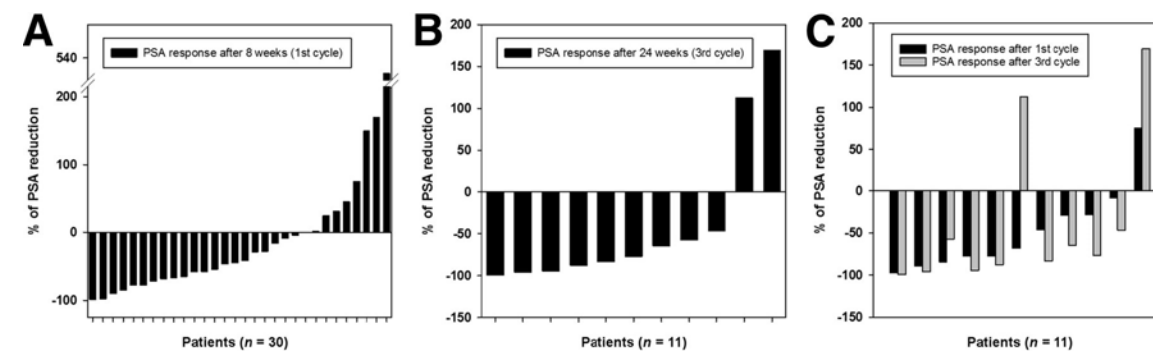 A
% of PSA reduction
540
200
100
0
-100
PSA response after 8 weeks (1st cycle)
Patients (n = 30)
B
% of PSA reduction
200
150
100
50
0
-50
-100
-150
PSA response after 24 weeks (3rd cycle)
Patients (n = 11)
C
% of PSA reduction
200
150
100
50
0
-50
-100
-150
PSA response after 1st cycle
PSA response after 3rd cycle
Patients (n = 11)